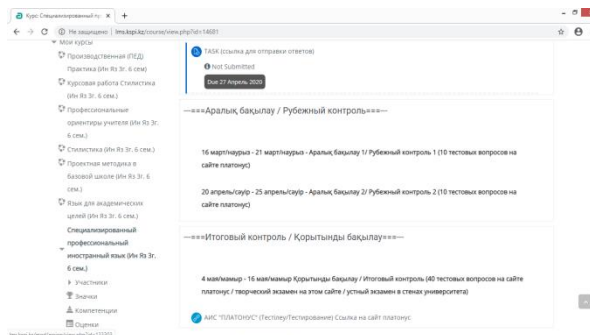 Курс: Специализированный пр
Не защищено | lms.kspi.kz/course/view.php?id=14681
Мои курсы
Производственная (ПЕД)
Практика (Ин Яз 3г. 6 сем)
Курсовая работа Стилистика
(Ин Яз 3г. 6 сем.)
Профессиональные
ориентиры учителя (Ин Яз 3г.
6 сем.)
Стилистика (Ин Яз 3г. 6 сем.)
Проектная методика в
базовой школе (Ин Яз 3г. 6
сем.)
Язык для академических
целей (Ин Яз 3г. 6 сем.)
Специализированный
профессиональный
иностранный язык (Ин Яз 3г.
6 сем.)
Участники
Значки
Компетенции
Оценки
TASK (ссылка для отправки ответов)
Not Submitted
Due 27 Апрель 2020
---===Аралық бақылау / Рубежный контроль===---
16 март/наурыз - 21 март/наурыз - Аралық бақылау 1/ Рубежный контроль 1 (10 тестовых вопросов на
сайте платонус)
20 апрель/сәуір - 25 апрель/сәуір - Аралық бақылау 2/ Рубежный контроль 2 (10 тестовых вопросов на
сайте платонус)
---===Итоговый контроль / Қорытынды бақылау===---
4 мая/мамыр - 16 мая/мамыр Қорытынды бақылау / Итоговый контроль (40 тестовых вопросов на сайте
платонус / творческий экзамен на этом сайте / устный экзамен в стенах университета)
АИС "ПЛАТОНУС" (Тестілеу/Тестирование) Ссылка на сайт платонус